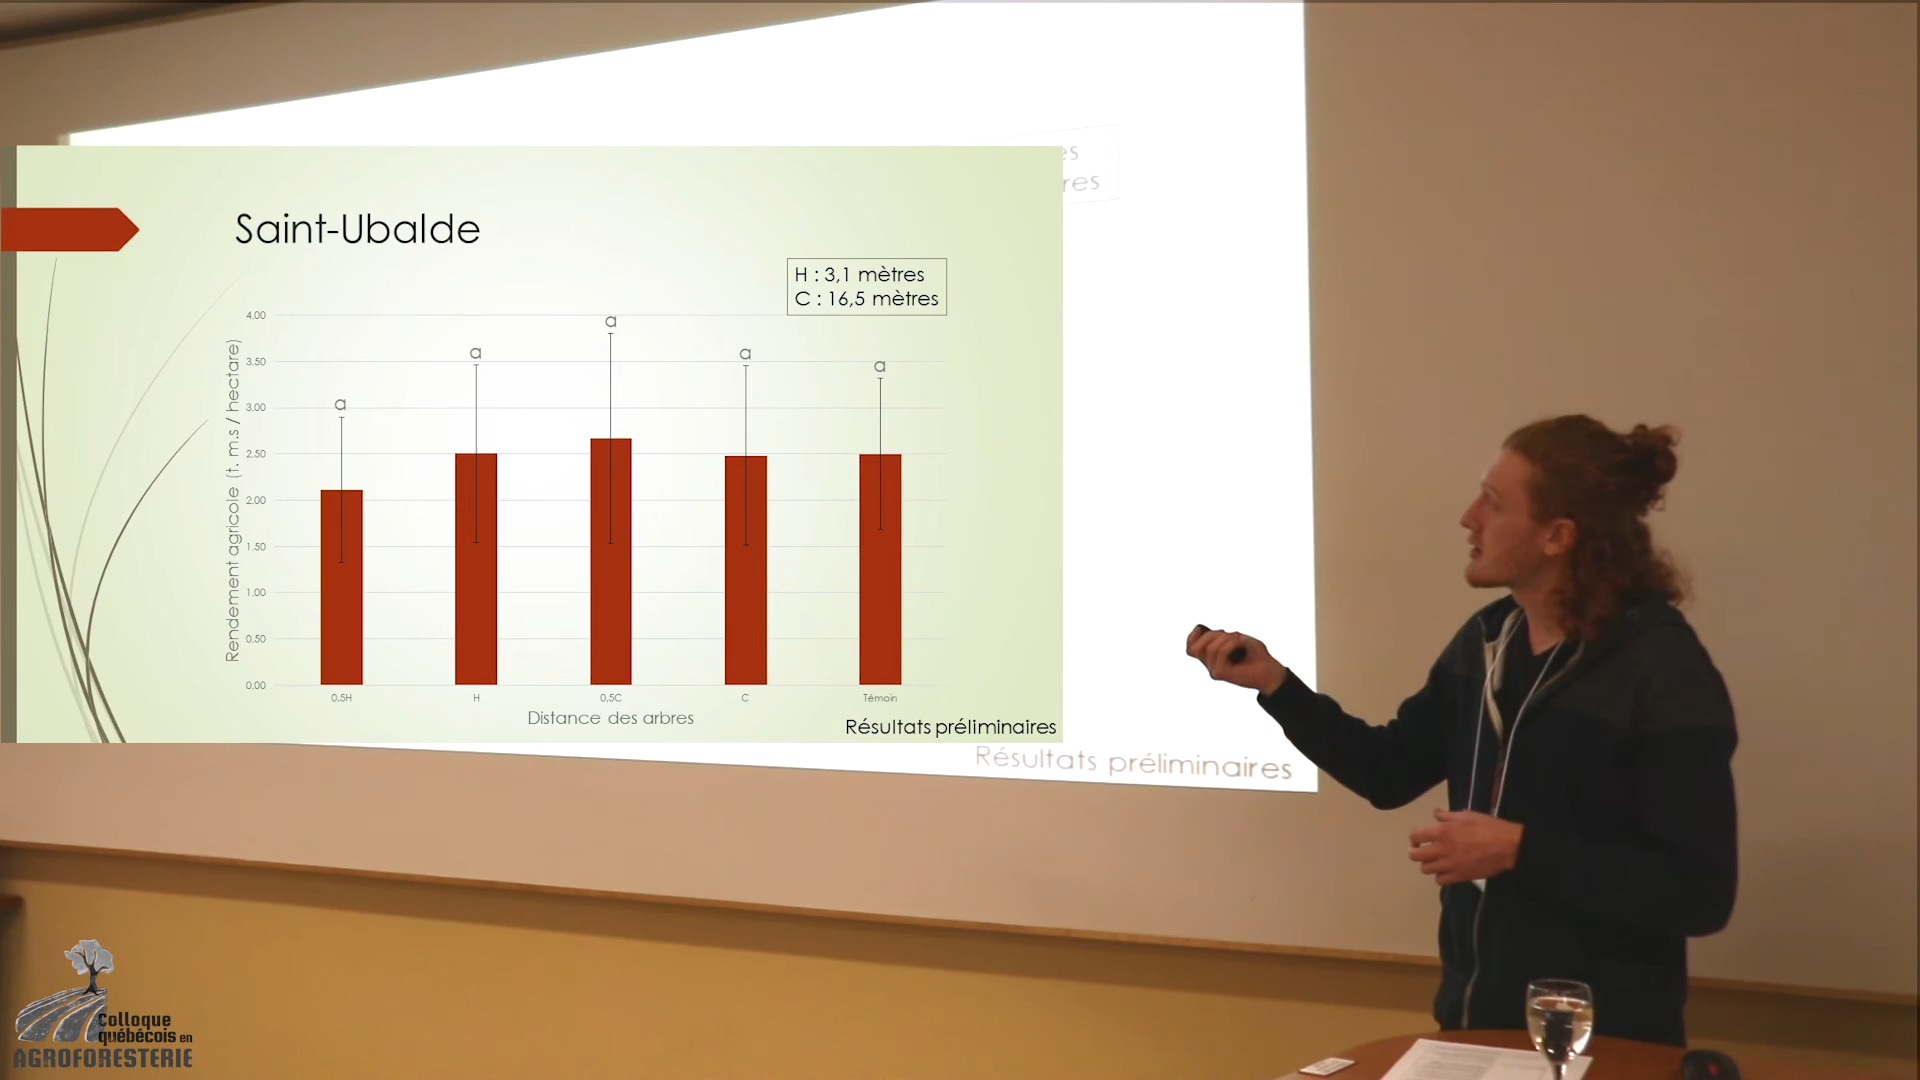 es
res
Saint-Ubalde
H : 3,1 mètres
C : 16,5 mètres
4.00
3.50
3.00
2.50
2.00
1.50
1.00
0.50
0.00
Rendement agricole (t. m.s / hectare)
a
a
a
a
a
0,5H
H
0,5C
C
Témoin
Distance des arbres
Résultats préliminaires
Résultats préliminaires
Colloque
québécois en
AGROFORESTERIE